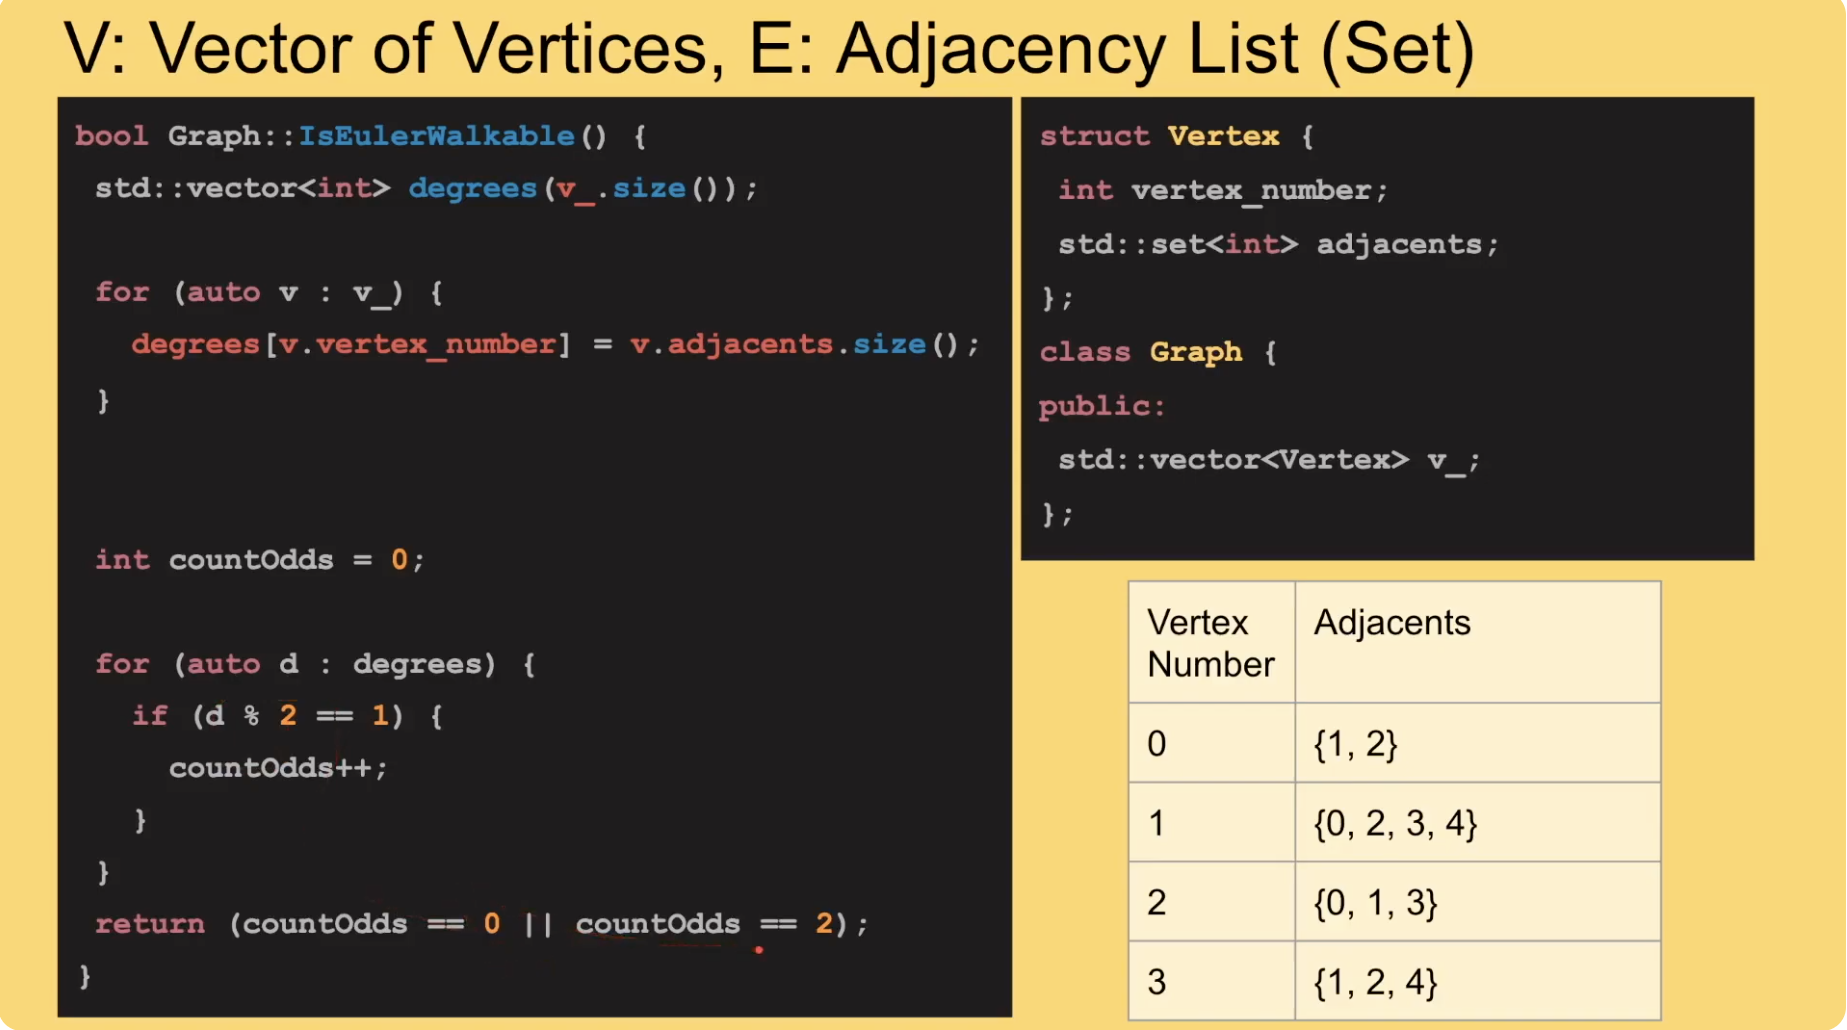 V: Vector of Vertices, E: Adjacency List (Set)
bool Graph::IsEulerWalkable() {
std::vector<int> degrees(v_.size());
for (auto v : v_) {
degrees[v.vertex_number] = v.adjacents.size();
}
int countOdds = 0;
for (auto d : degrees) {
if (d % 2 == 1) {
countOdds++;
}
}
return (countOdds == 0 || countOdds == 2);
}
struct Vertex {
int vertex_number;
std::set<int> adjacents;
};
class Graph {
public:
std::vector<Vertex> v_;
};
Vertex Number Adjacents
0 {1, 2}
1 {0, 2, 3, 4}
2 {0, 1, 3}
3 {1, 2, 4}